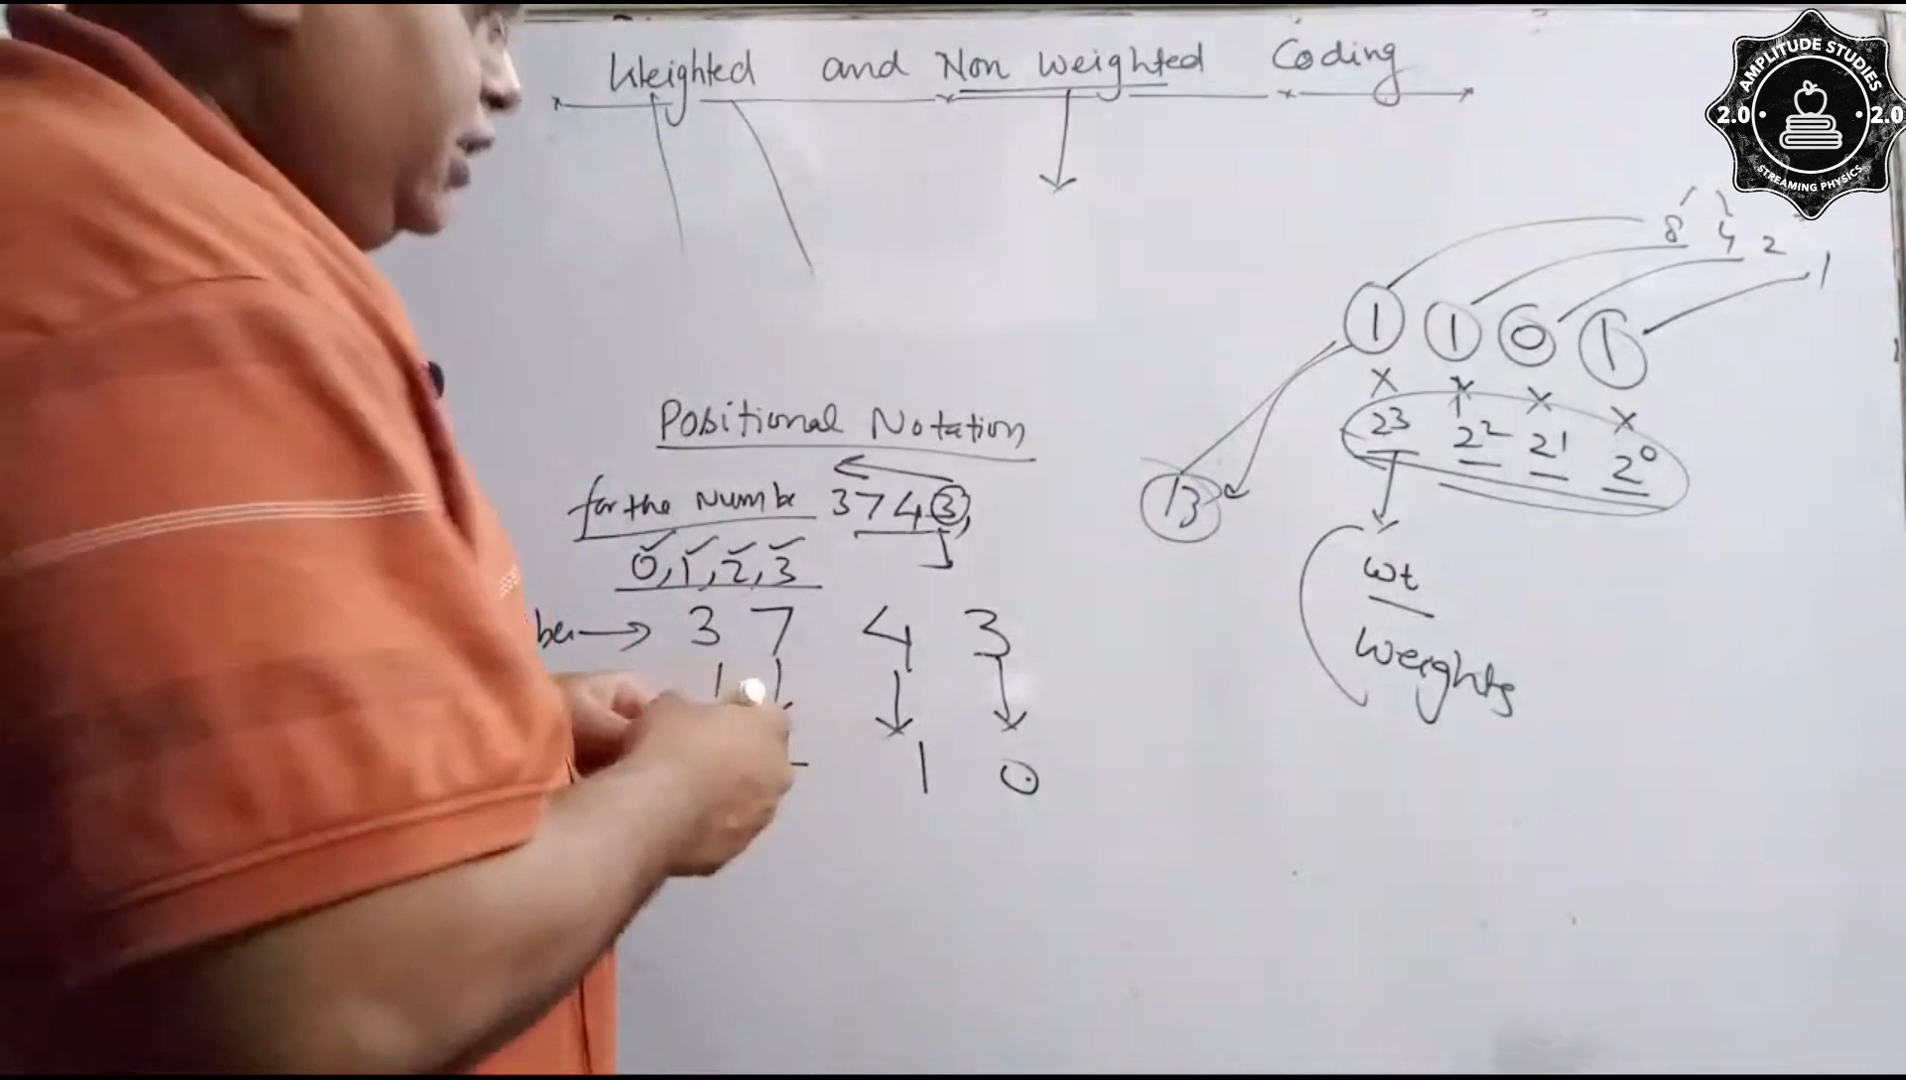 Weighted and Non Weighted Coding
AMPLITUDE STUDIES
2.0 2.0
STREAMING PHYSICS
8 4 2 1
1 1 0 1
x x x x
2³ 2² 2¹ 2⁰
13
wt
Weights
Positional Notation
for the Numbe 3743,
0, 1, 2, 3
ber → 3 7 4 3
1 0